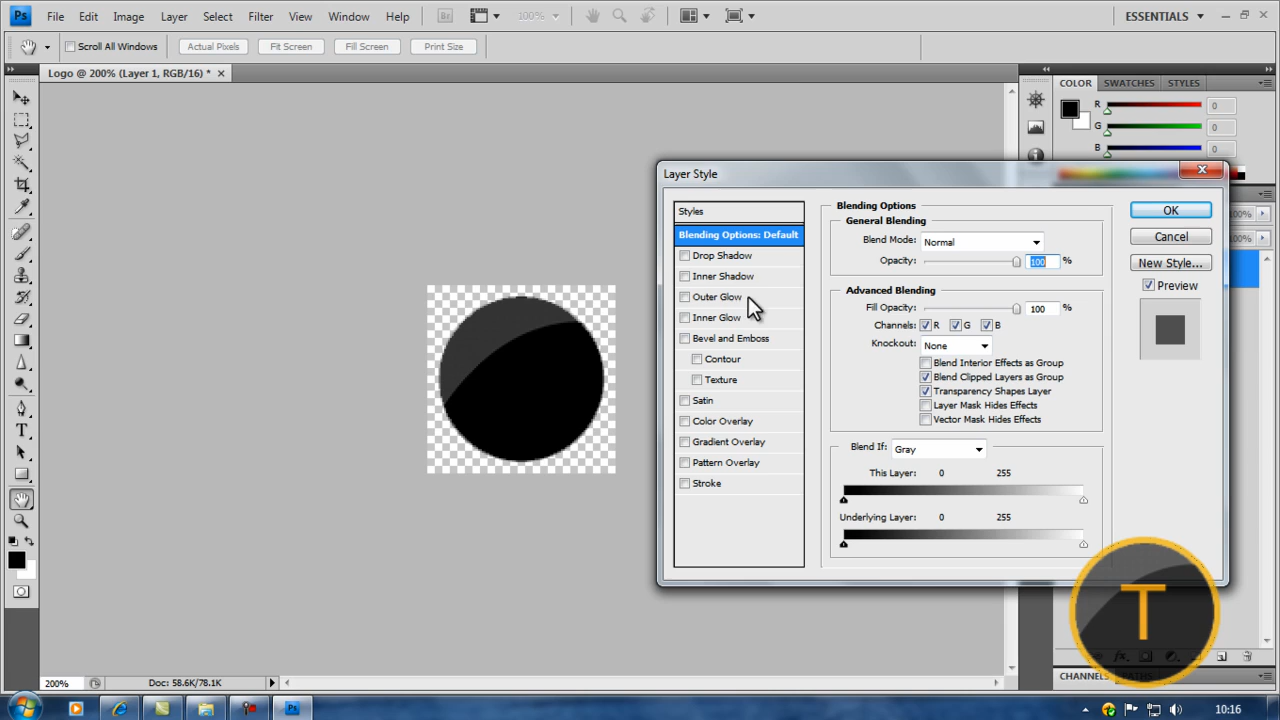 Ps File Edit Image Layer Select Filter View Window Help Br 100% ESSENTIALS
Scroll All Windows Actual Pixels Fit Screen Fill Screen Print Size
Logo @ 200% (Layer 1, RGB/16) *
COLOR SWATCHES STYLES
R 0
G 0
B 0
Layer Style
Styles
Blending Options: Default
Drop Shadow
Inner Shadow
Outer Glow
Inner Glow
Bevel and Emboss
Contour
Texture
Satin
Color Overlay
Gradient Overlay
Pattern Overlay
Stroke
Blending Options
General Blending
Blend Mode: Normal
Opacity: 100 %
Advanced Blending
Fill Opacity: 100 %
Channels: R G B
Knockout: None
Blend Interior Effects as Group
Blend Clipped Layers as Group
Transparency Shapes Layer
Layer Mask Hides Effects
Vector Mask Hides Effects
Blend If: Gray
This Layer: 0 255
Underlying Layer: 0 255
OK
Cancel
New Style...
Preview
T
T
fx
CHANNELS PATHS
200% Doc: 58.6K/78.1K
Ps 10:16